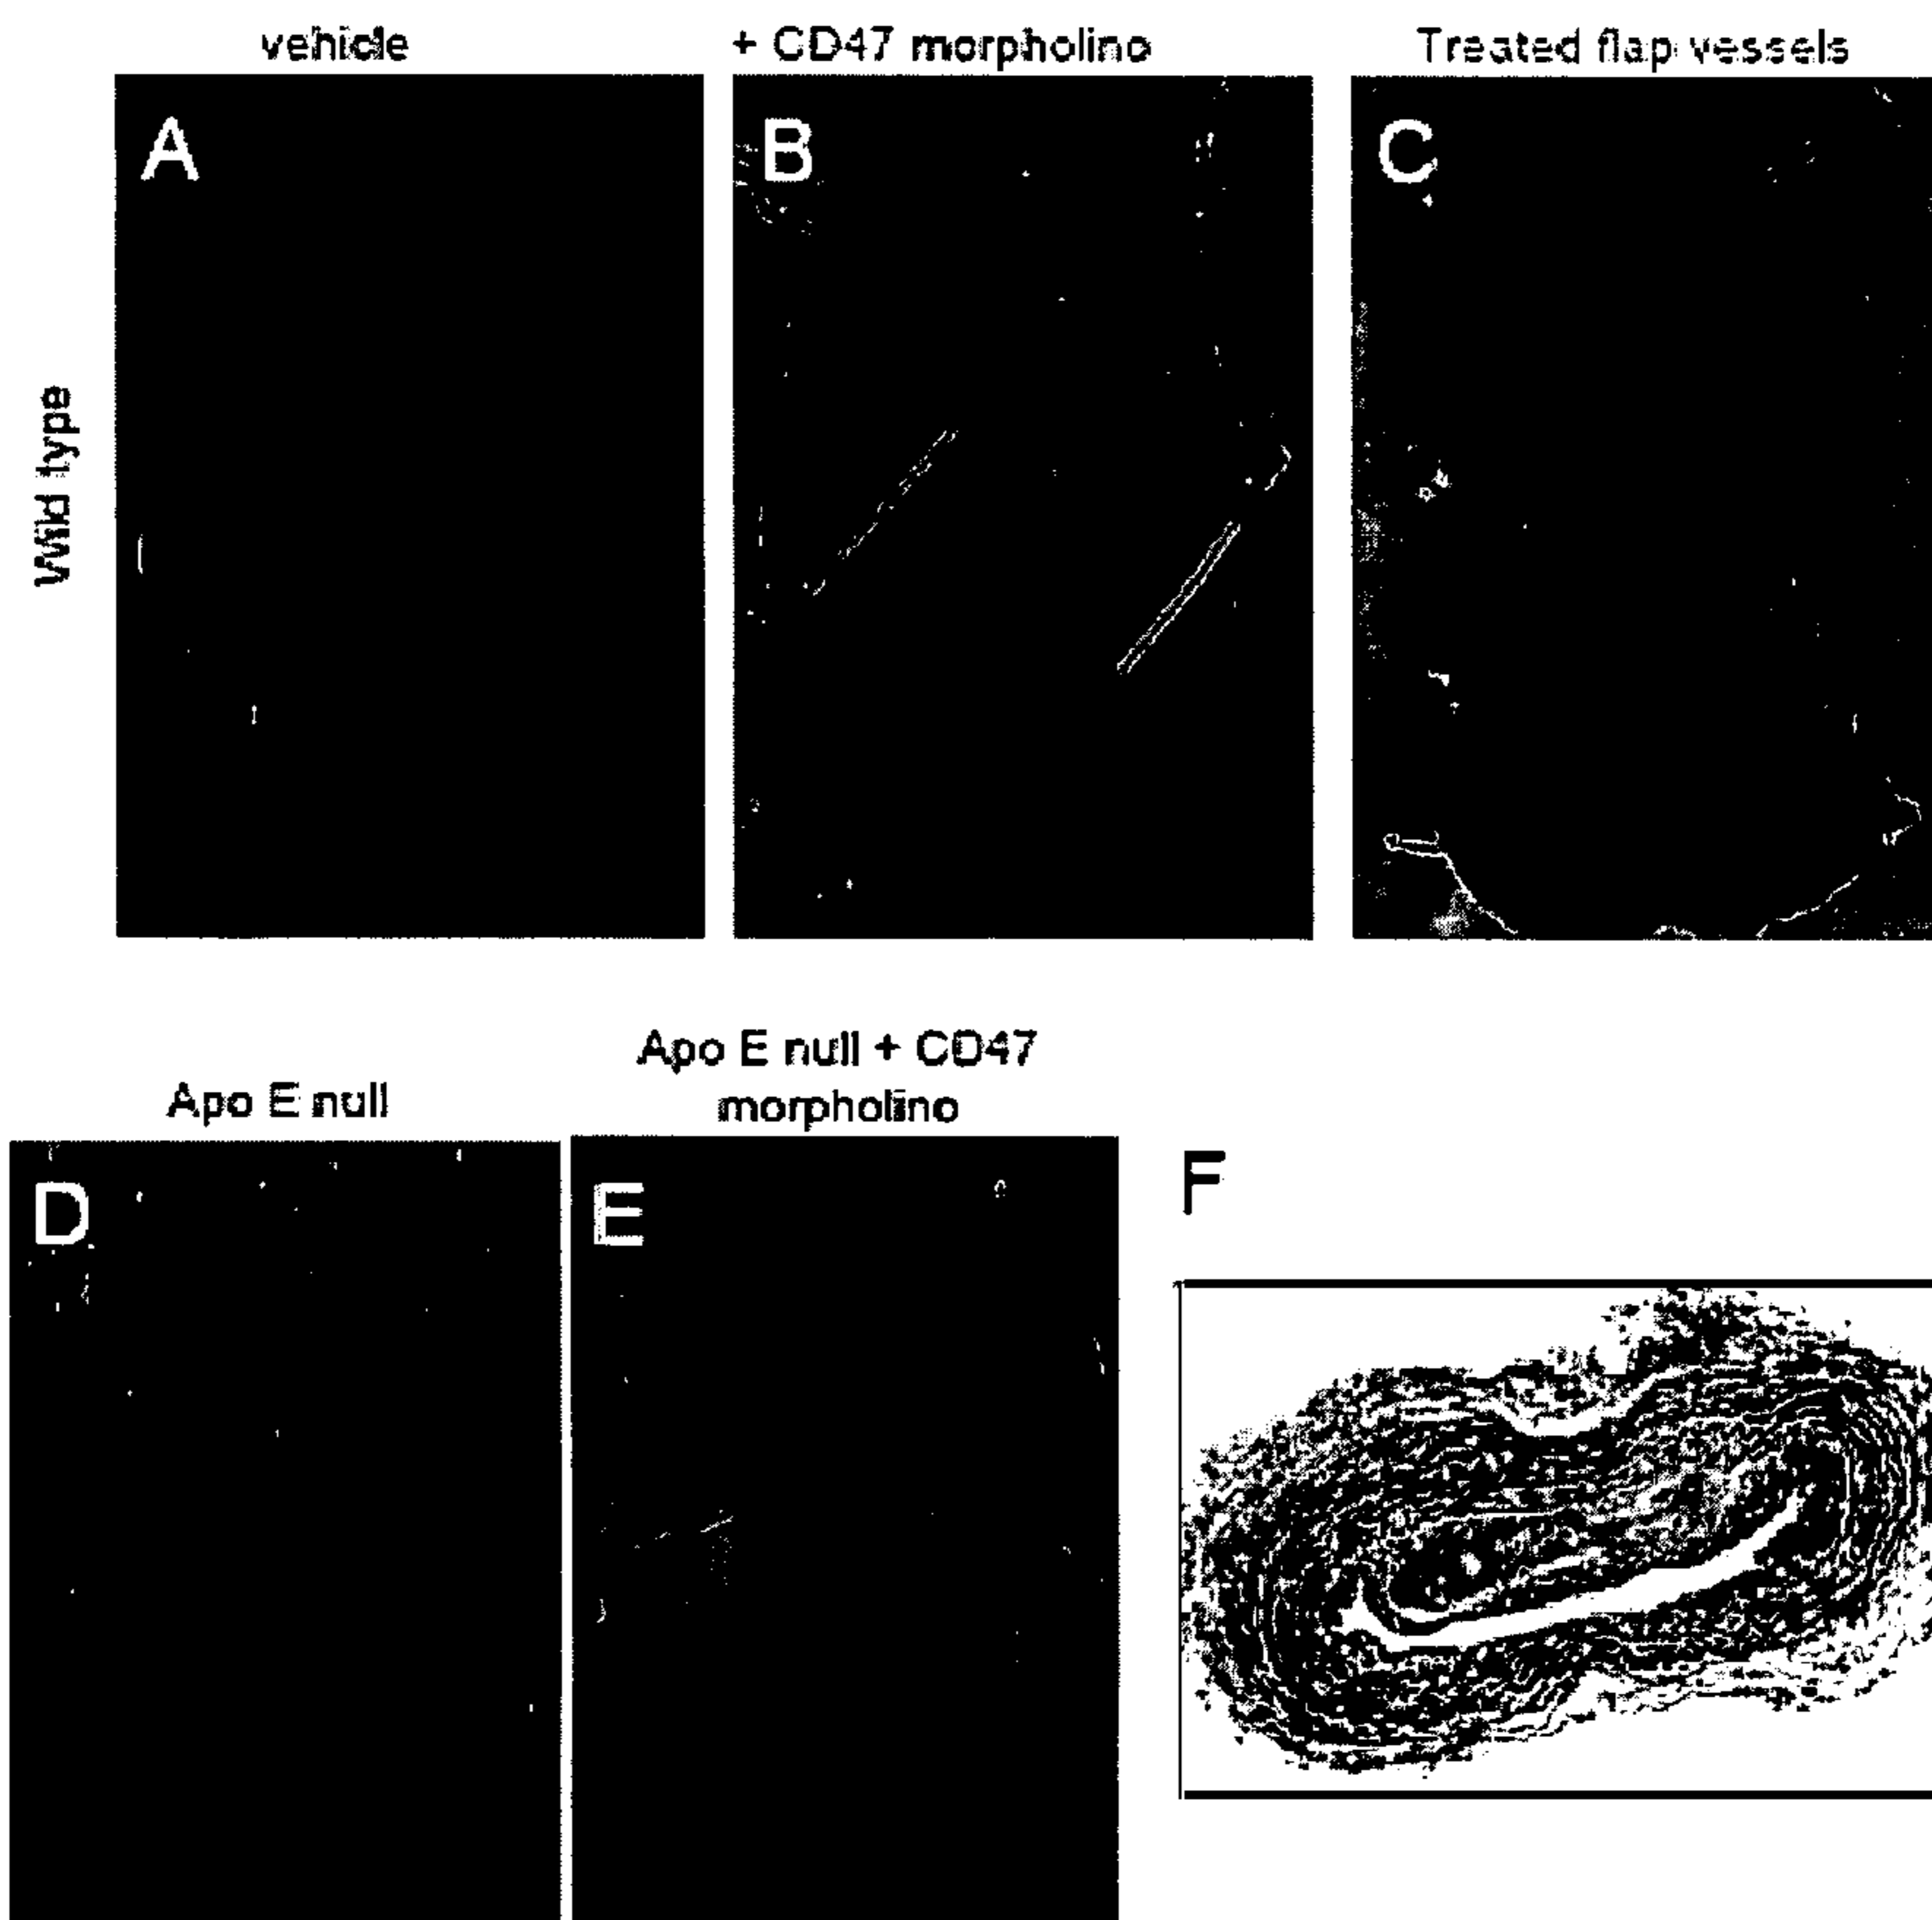 vehicle
+ CD47 morpholino
Treated flap vessels
A
B
C
Wild type
Apo E null + CD47
morpholino
Apo E null
D
E
F